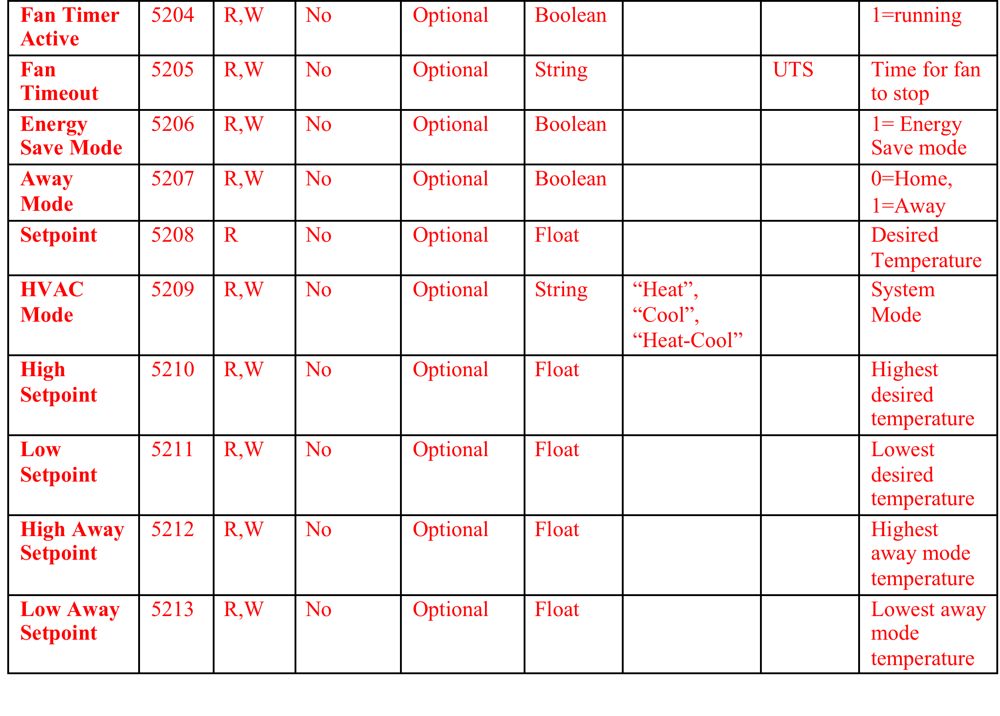 Fan Timer 5204 R,W No Optional Boolean 1=running
Active
Fan 5205 R,W No Optional String UTS Time for fan
Timeout to stop
Energy 5206 R,W No Optional Boolean 1= Energy
Save Mode Save mode
Away 5207 R,W No Optional Boolean 0=Home,
Mode 1=Away
Setpoint 5208 R No Optional Float Desired
Temperature
HVAC 5209 R,W No Optional String “Heat”, System
Mode “Cool”, Mode
“Heat-Cool”
High 5210 R,W No Optional Float Highest
Setpoint desired
temperature
Low 5211 R,W No Optional Float Lowest
Setpoint desired
temperature
High Away 5212 R,W No Optional Float Highest
Setpoint away mode
temperature
Low Away 5213 R,W No Optional Float Lowest away
Setpoint mode
temperature